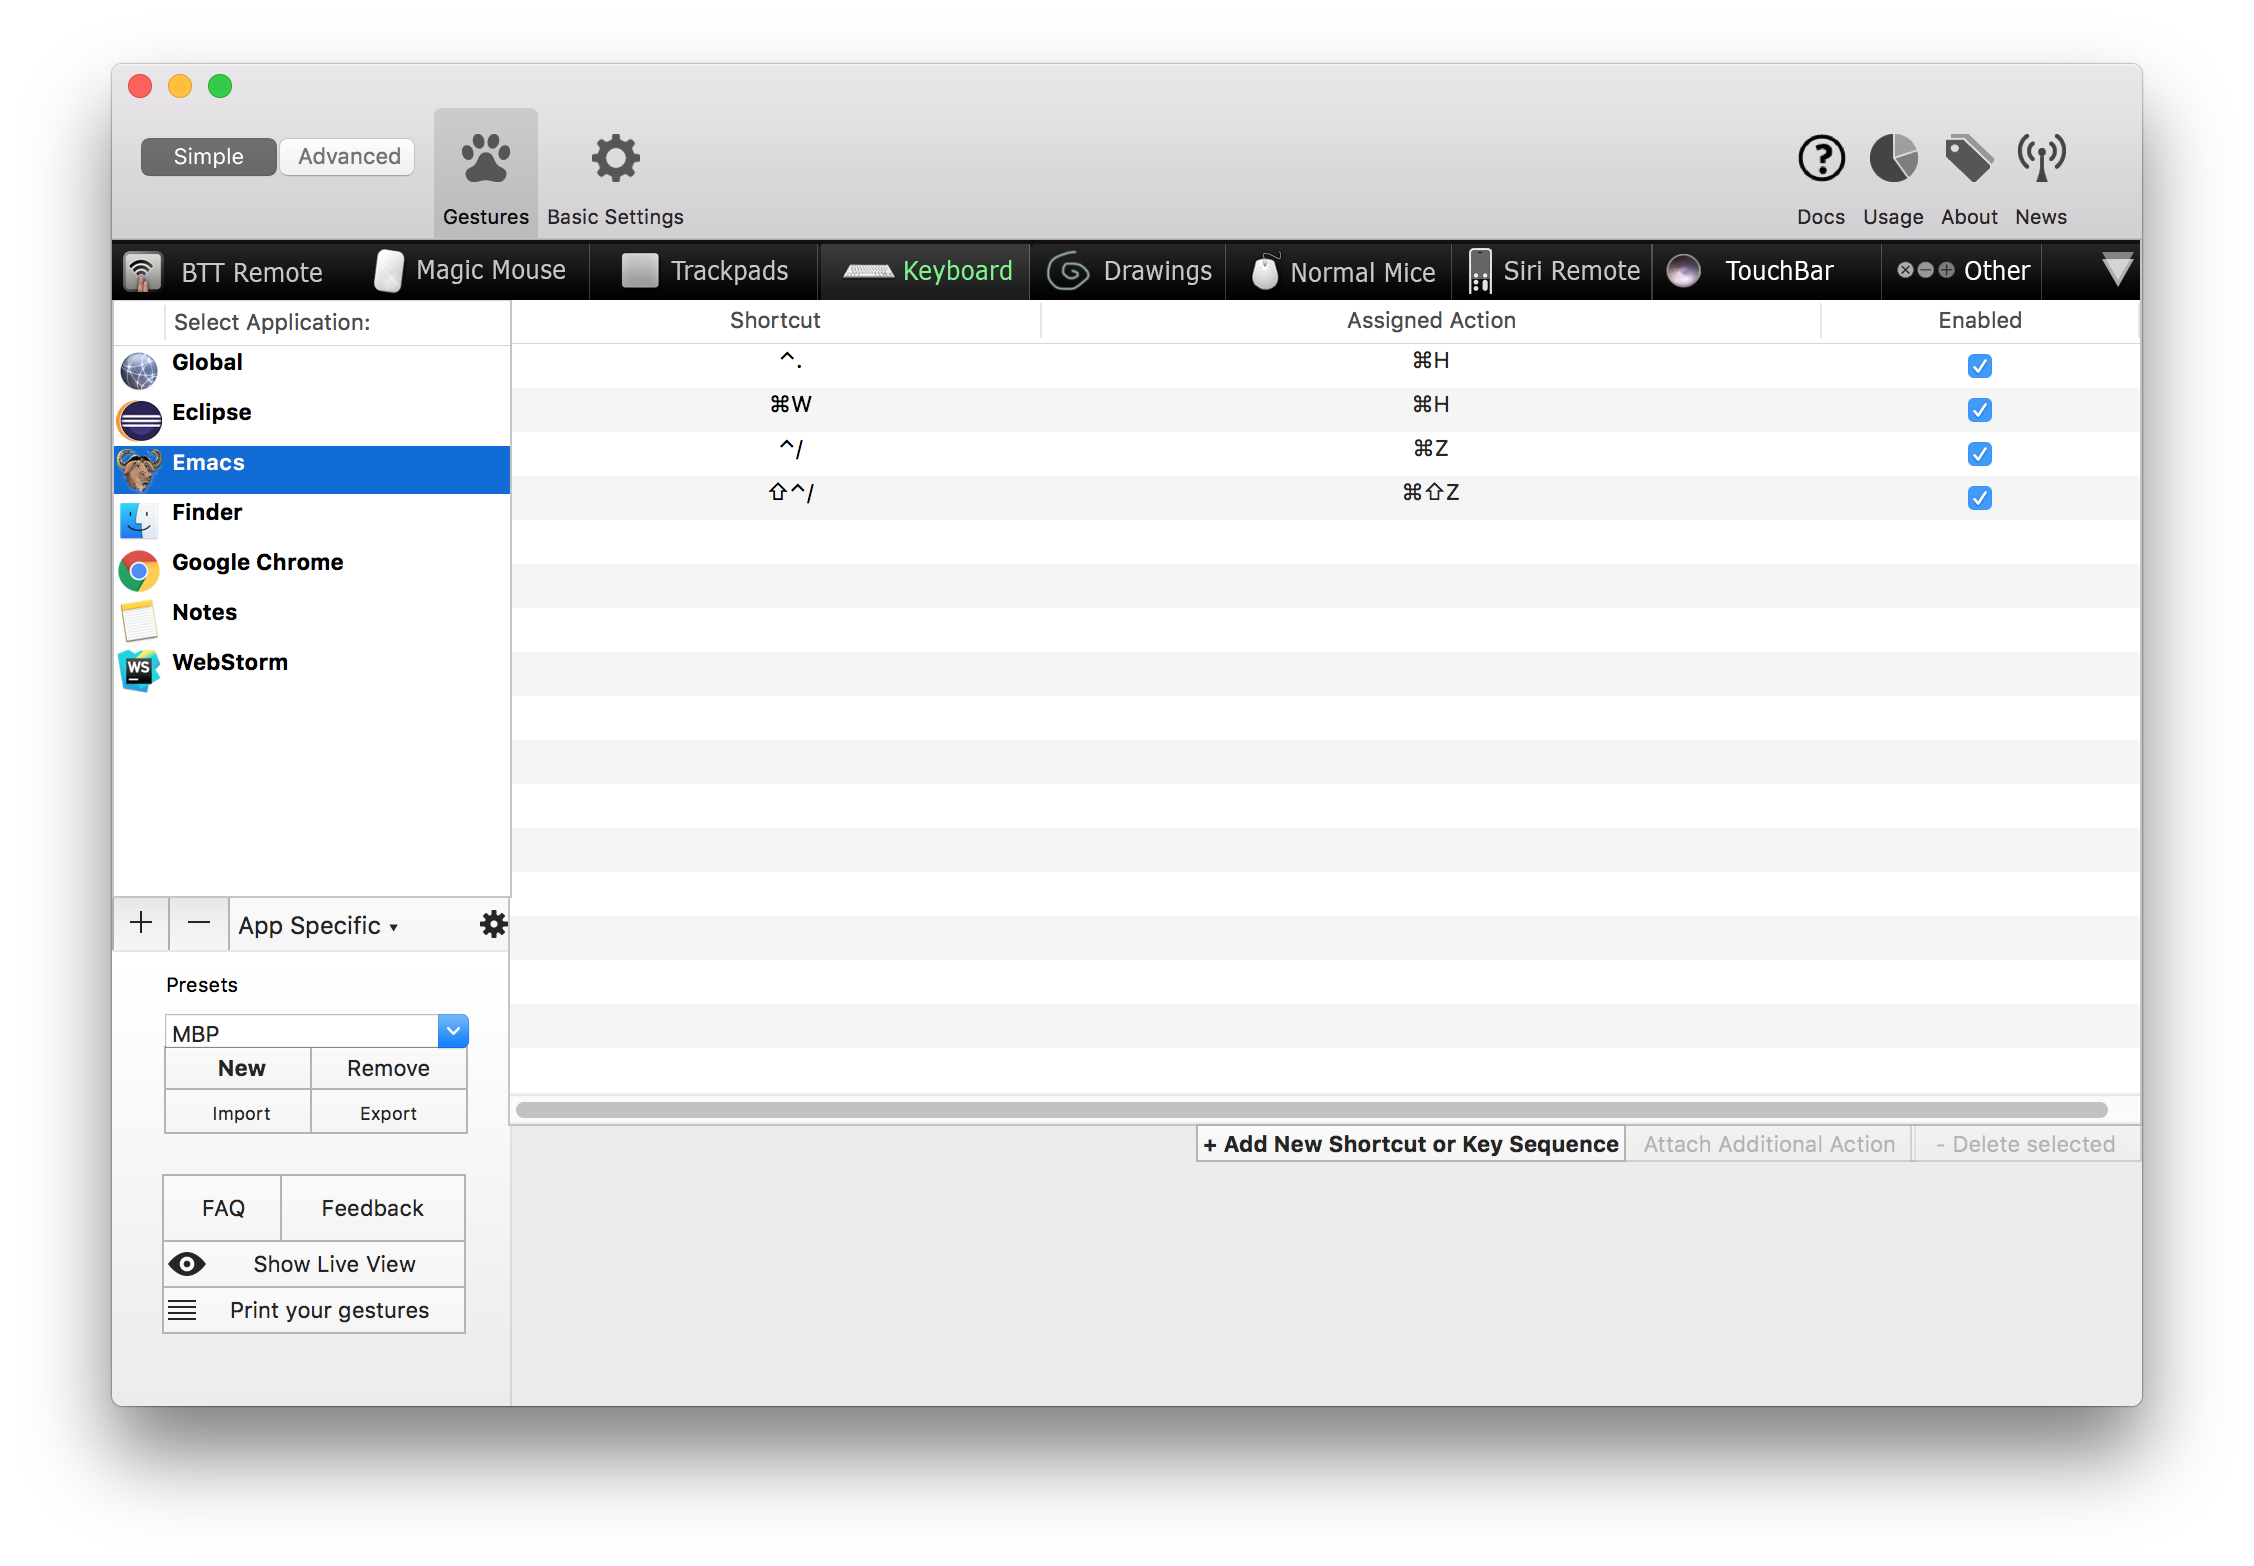 Simple Advanced
Gestures Basic Settings
Docs Usage About News
BTT Remote Magic Mouse Trackpads Keyboard Drawings Normal Mice Siri Remote TouchBar Other
Select Application: Shortcut Assigned Action Enabled
Global
Eclipse
Emacs
Finder
Google Chrome
Notes
WS WebStorm
^. ⌘H
⌘W ⌘H
^/ ⌘Z
⇧^/ ⌘⇧Z
+ − App Specific ▾
Presets
MBP
New Remove
Import Export
+ Add New Shortcut or Key Sequence Attach Additional Action - Delete selected
FAQ Feedback
Show Live View
Print your gestures